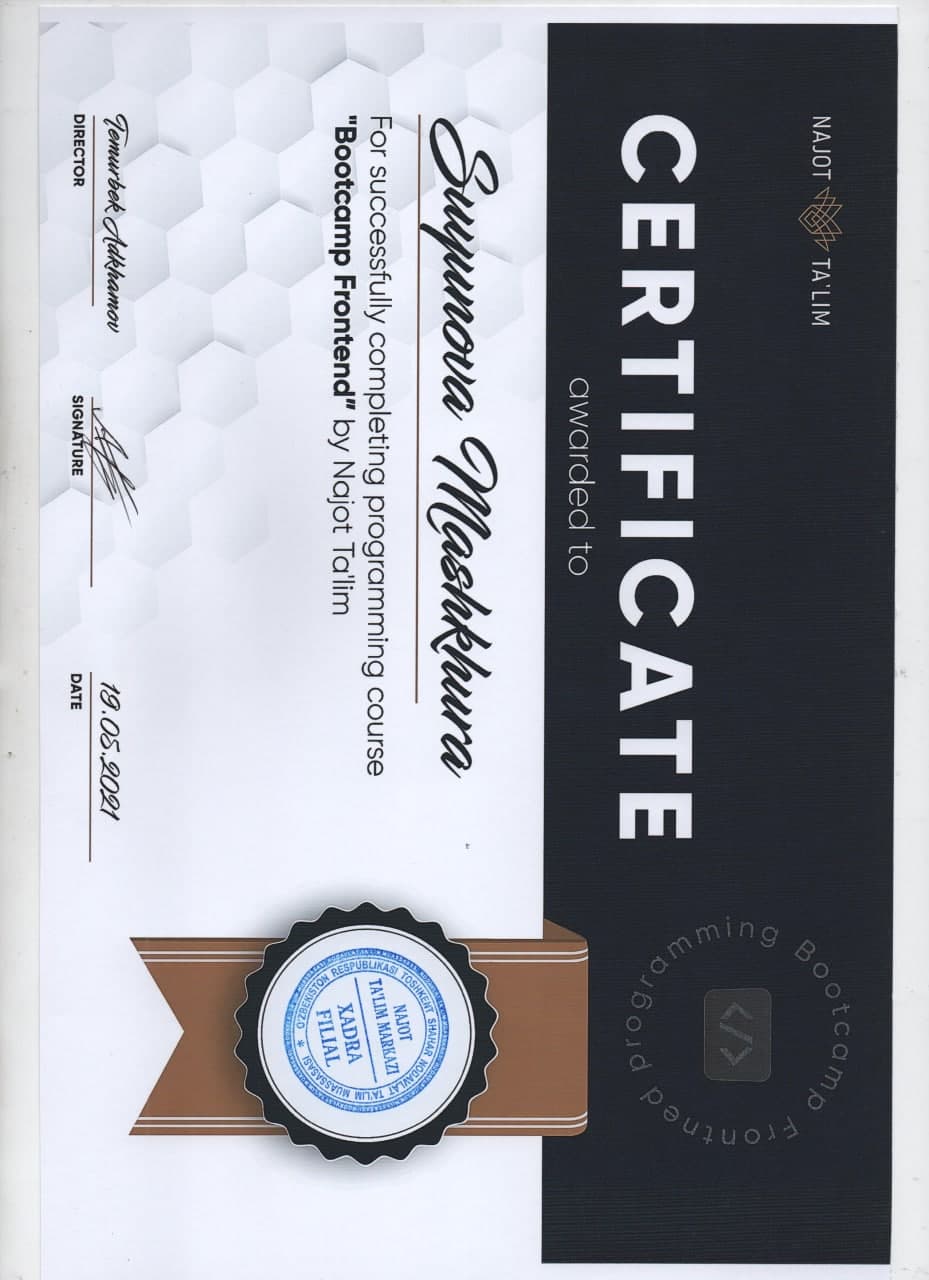 NAJOT TA'LIM
CERTIFICATE
awarded to
Suyunova Mashkhura
For successfully completing programming course
"Bootcamp Frontend" by Najot Ta'lim
Temurbek Adkhamov
DIRECTOR
SIGNATURE
19.05.2021
DATE
programming Bootcamp Frontned
</>
O'ZBEKISTON RESPUBLIKASI TOSHKENT SHAHAR NODAVLAT TA'LIM MUASSASASI *
NAJOT
TA'LIM MARKAZI
XADRA
FILIAL